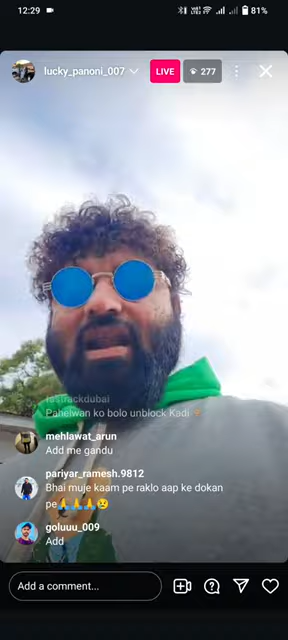 12:29
81%
lucky_panoni_007
LIVE
277
fastrackdubai
Pahelwan ko bolo unblock Kadi
mehlawat_arun
Add me gandu
pariyar_ramesh.9812
Bhai muje kaam pe raklo aap ke dokan
pe🙏🙏🙏😢
goluuu_009
Add
Add a comment...